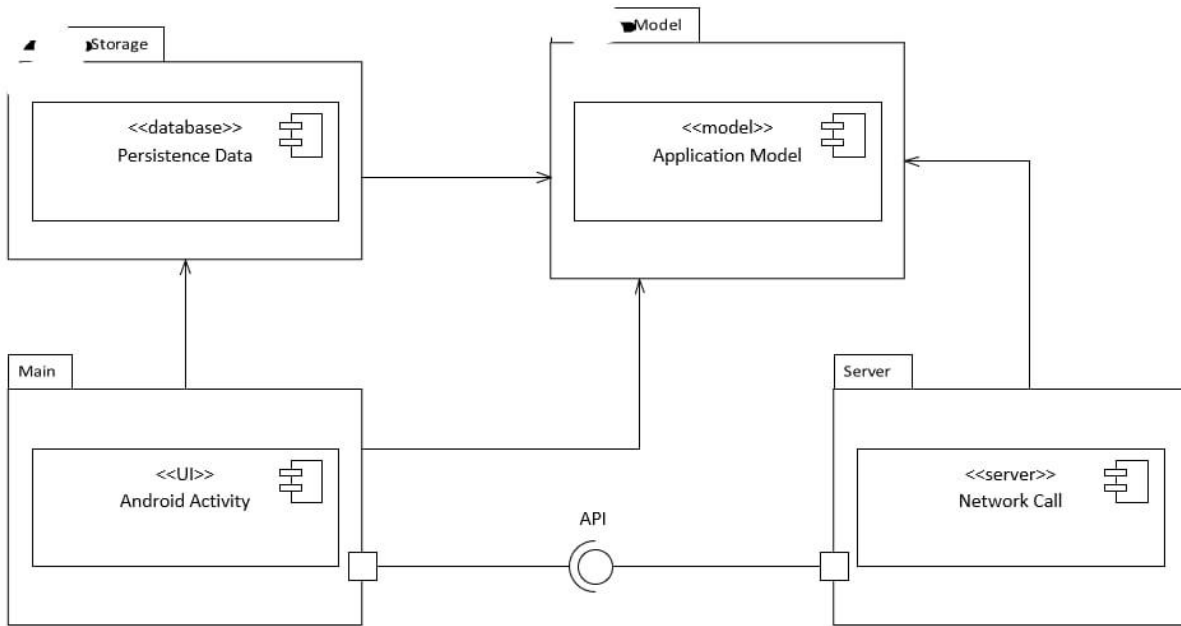 Storage
<<database>>
Persistence Data
Model
<<model>>
Application Model
Main
<<UI>>
Android Activity
API
Server
<<server>>
Network Call